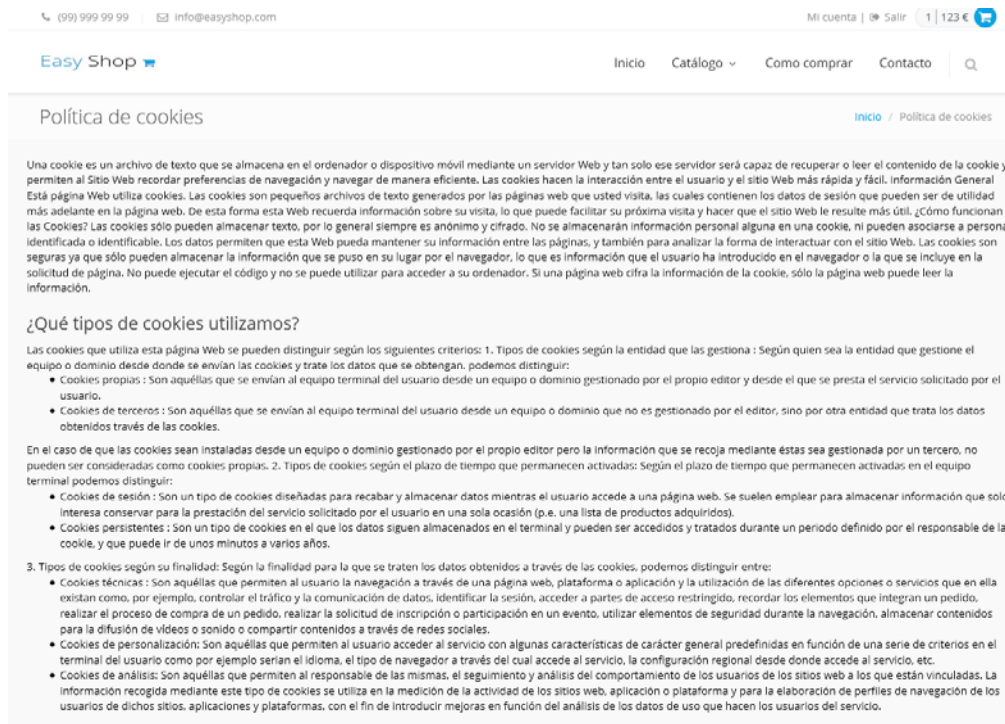 (99) 999 99 99 info@easyshop.com Mi cuenta | Salir 1 123 €
Easy Shop Inicio Catálogo Como comprar Contacto
Política de cookies Inicio / Política de cookies
Una cookie es un archivo de texto que se almacena en el ordenador o dispositivo móvil mediante un servidor Web y tan solo ese servidor será capaz de recuperar o leer el contenido de la cookie y
permiten al Sitio Web recordar preferencias de navegación y navegar de manera eficiente. Las cookies hacen la interacción entre el usuario y el sitio Web más rápida y fácil. Información General
Está página Web utiliza cookies. Las cookies son pequeños archivos de texto generados por las páginas web que usted visita, las cuales contienen los datos de sesión que pueden ser de utilidad
más adelante en la página web. De esta forma esta Web recuerda información sobre su visita, lo que puede facilitar su próxima visita y hacer que el sitio Web le resulte más útil. ¿Cómo funcionan
las Cookies? Las cookies sólo pueden almacenar texto, por lo general siempre es anónimo y cifrado. No se almacenarán información personal alguna en una cookie, ni pueden asociarse a persona
identificada o identificable. Los datos permiten que esta Web pueda mantener su información entre las páginas, y también para analizar la forma de interactuar con el sitio Web. Las cookies son
seguras ya que sólo pueden almacenar la información que se puso en su lugar por el navegador, lo que es información que el usuario ha introducido en el navegador o la que se incluye en la
solicitud de página. No puede ejecutar el código y no se puede utilizar para acceder a su ordenador. Si una página web cifra la información de la cookie, sólo la página web puede leer la
información.
¿Qué tipos de cookies utilizamos?
Las cookies que utiliza esta página Web se pueden distinguir según los siguientes criterios: 1. Tipos de cookies según la entidad que las gestiona : Según quien sea la entidad que gestione el
equipo o dominio desde donde se envían las cookies y trate los datos que se obtengan, podemos distinguir:
● Cookies propias : Son aquéllas que se envían al equipo terminal del usuario desde un equipo o dominio gestionado por el propio editor y desde el que se presta el servicio solicitado por el
usuario.
● Cookies de terceros : Son aquéllas que se envían al equipo terminal del usuario desde un equipo o dominio que no es gestionado por el editor, sino por otra entidad que trata los datos
obtenidos través de las cookies.
En el caso de que las cookies sean instaladas desde un equipo o dominio gestionado por el propio editor pero la información que se recoja mediante éstas sea gestionada por un tercero, no
pueden ser consideradas como cookies propias. 2. Tipos de cookies según el plazo de tiempo que permanecen activadas: Según el plazo de tiempo que permanecen activadas en el equipo
terminal podemos distinguir:
● Cookies de sesión : Son un tipo de cookies diseñadas para recabar y almacenar datos mientras el usuario accede a una página web. Se suelen emplear para almacenar información que solo
interesa conservar para la prestación del servicio solicitado por el usuario en una sola ocasión (p.e. una lista de productos adquiridos).
● Cookies persistentes : Son un tipo de cookies en el que los datos siguen almacenados en el terminal y pueden ser accedidos y tratados durante un periodo definido por el responsable de la
cookie, y que puede ir de unos minutos a varios años.
3. Tipos de cookies según su finalidad: Según la finalidad para la que se traten los datos obtenidos a través de las cookies, podemos distinguir entre:
● Cookies técnicas : Son aquéllas que permiten al usuario la navegación a través de una página web, plataforma o aplicación y la utilización de las diferentes opciones o servicios que en ella
existan como, por ejemplo, controlar el tráfico y la comunicación de datos, identificar la sesión, acceder a partes de acceso restringido, recordar los elementos que integran un pedido,
realizar el proceso de compra de un pedido, realizar la solicitud de inscripción o participación en un evento, utilizar elementos de seguridad durante la navegación, almacenar contenidos
para la difusión de vídeos o sonido o compartir contenidos a través de redes sociales.
● Cookies de personalización: Son aquéllas que permiten al usuario acceder al servicio con algunas características de carácter general predefinidas en función de una serie de criterios en el
terminal del usuario como por ejemplo serian el idioma, el tipo de navegador a través del cual accede al servicio, la configuración regional desde donde accede al servicio, etc.
● Cookies de análisis: Son aquéllas que permiten al responsable de las mismas, el seguimiento y análisis del comportamiento de los usuarios de los sitios web a los que están vinculadas. La
información recogida mediante este tipo de cookies se utiliza en la medición de la actividad de los sitios web, aplicación o plataforma y para la elaboración de perfiles de navegación de los
usuarios de dichos sitios, aplicaciones y plataformas, con el fin de introducir mejoras en función del análisis de los datos de uso que hacen los usuarios del servicio.